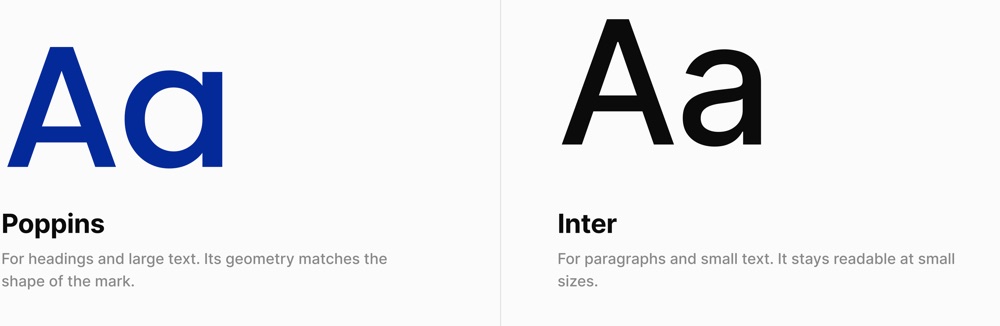 Aa
Poppins
For headings and large text. Its geometry matches the
shape of the mark.
Aa
Inter
For paragraphs and small text. It stays readable at small
sizes.